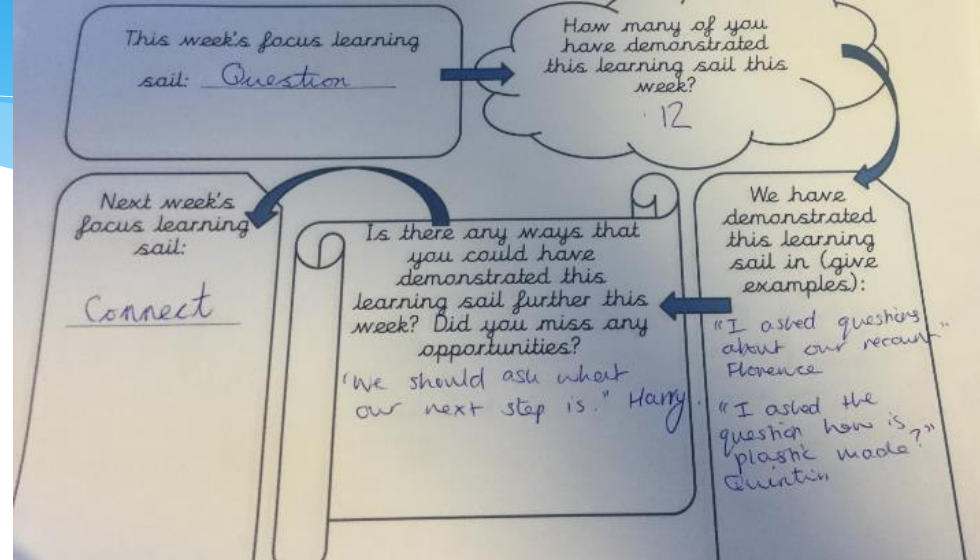 This week's focus learning
sail: Question
How many of you
have demonstrated
this learning sail this
week?
12
We have
demonstrated
this learning
sail in (give
examples):
"I asked questions
about our recount"
Florence
"I asked the
question how is
plastic made?"
Quintin
Is there any ways that
you could have
demonstrated this
learning sail further this
week? Did you miss any
opportunities?
"We should ask what
our next step is." Harry.
Next week's
focus learning
sail:
Connect